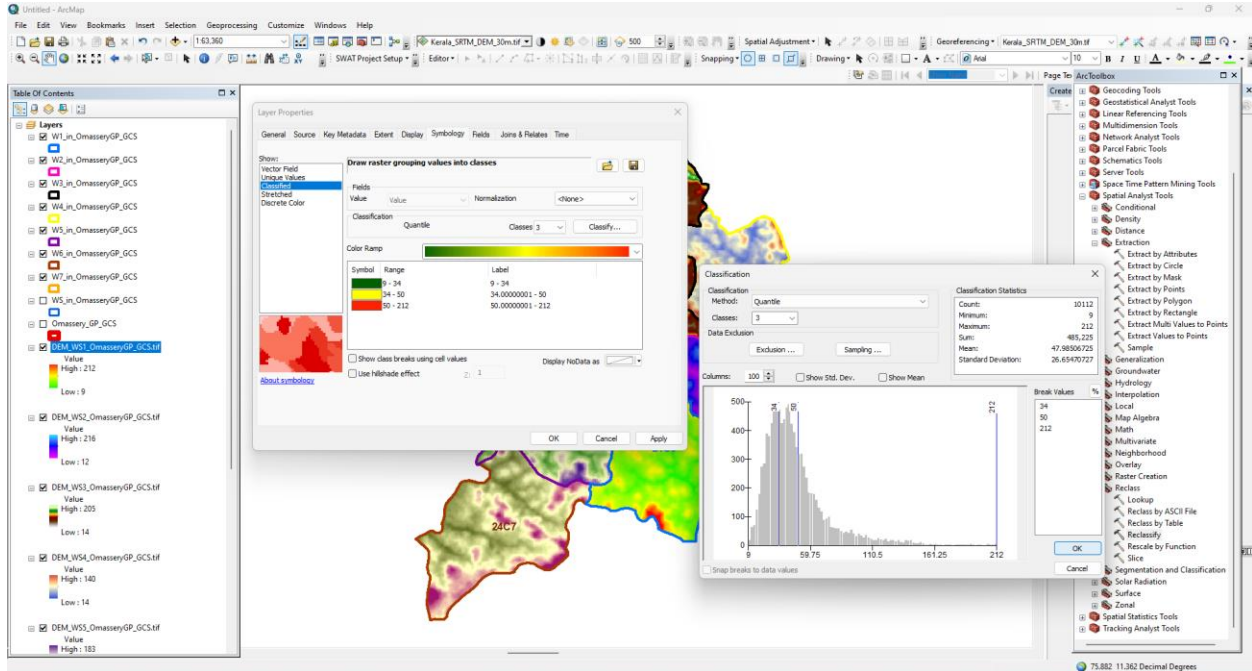 Untitled - ArcMap
File Edit View Bookmarks Insert Selection Geoprocessing Customize Windows Help
1:63,360
Kerala_SRTM_DEM_30m.tif
500
Spatial Adjustment
Georeferencing
Kerala_SRTM_DEM_30m.tif
SWAT Project Setup
Editor
Snapping
Drawing
Arial
10
B I U
Table Of Contents
Layers
W1_in_OmasseryGP_GCS
W2_in_OmasseryGP_GCS
W3_in_OmasseryGP_GCS
W4_in_OmasseryGP_GCS
W5_in_OmasseryGP_GCS
W6_in_OmasseryGP_GCS
W7_in_OmasseryGP_GCS
WS_in_OmasseryGP_GCS
Omassery_GP_GCS
DEM_WS1_OmasseryGP_GCS.tif
Value
High : 212
Low : 9
DEM_WS2_OmasseryGP_GCS.tif
Value
High : 216
Low : 12
DEM_WS3_OmasseryGP_GCS.tif
Value
High : 205
Low : 14
DEM_WS4_OmasseryGP_GCS.tif
Value
High : 140
Low : 14
DEM_WS5_OmasseryGP_GCS.tif
Value
High : 183
Layer Properties
General Source Key Metadata Extent Display Symbology Fields Joins & Relates Time
Show:
Vector Field
Unique Values
Classified
Stretched
Discrete Color
About symbology
Draw raster grouping values into classes
Fields
Value Value Normalization <None>
Classification
Quantile Classes 3 Classify...
Color Ramp
Symbol Range Label
9 - 34 9 - 34
34 - 50 34.00000001 - 50
50 - 212 50.00000001 - 212
Show class breaks using cell values
Display NoData as
Use hillshade effect Z: 1
OK Cancel Apply
24C7
Classification
Classification
Method: Quantile
Classes: 3
Data Exclusion
Exclusion ... Sampling ...
Classification Statistics
Count: 10112
Minimum: 9
Maximum: 212
Sum: 485,225
Mean: 47.98506725
Standard Deviation: 26.65470727
Columns: 100 Show Std. Dev. Show Mean
Break Values %
34
50
212
34 50 212
500
400
300
200
100
0
9 59.75 110.5 161.25 212
Snap breaks to data values
OK
Cancel
Create
ArcToolbox
Geocoding Tools
Geostatistical Analyst Tools
Linear Referencing Tools
Multidimension Tools
Network Analyst Tools
Parcel Fabric Tools
Schematics Tools
Server Tools
Space Time Pattern Mining Tools
Spatial Analyst Tools
Conditional
Density
Distance
Extraction
Extract by Attributes
Extract by Circle
Extract by Mask
Extract by Points
Extract by Polygon
Extract by Rectangle
Extract Multi Values to Points
Extract Values to Points
Sample
Generalization
Groundwater
Hydrology
Interpolation
Local
Map Algebra
Math
Multivariate
Neighborhood
Overlay
Raster Creation
Reclass
Lookup
Reclass by ASCII File
Reclass by Table
Reclassify
Rescale by Function
Slice
Segmentation and Classification
Solar Radiation
Surface
Zonal
Spatial Statistics Tools
Tracking Analyst Tools
75.882 11.362 Decimal Degrees